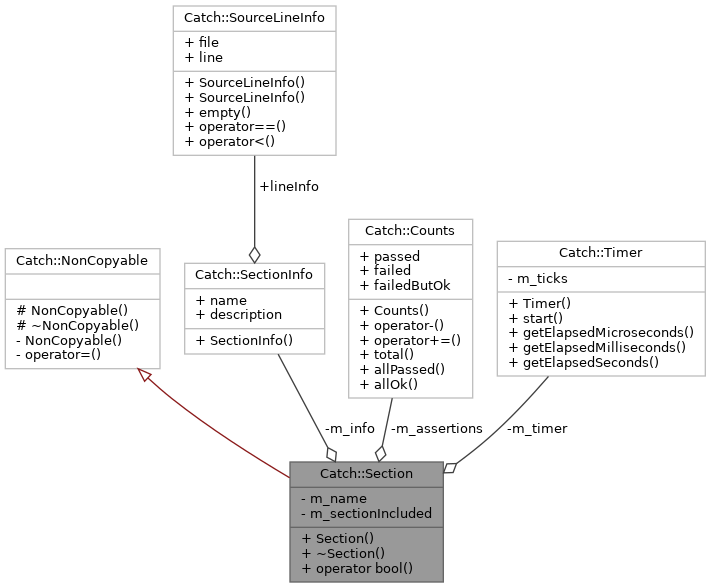 Catch::SourceLineInfo
+ file
+ line
+ SourceLineInfo()
+ SourceLineInfo()
+ empty()
+ operator==()
+ operator<()
+lineInfo
Catch::NonCopyable
# NonCopyable()
# ~NonCopyable()
- NonCopyable()
- operator=()
Catch::SectionInfo
+ name
+ description
+ SectionInfo()
Catch::Counts
+ passed
+ failed
+ failedButOk
+ Counts()
+ operator-()
+ operator+=()
+ total()
+ allPassed()
+ allOk()
Catch::Timer
- m_ticks
+ Timer()
+ start()
+ getElapsedMicroseconds()
+ getElapsedMilliseconds()
+ getElapsedSeconds()
-m_info
-m_assertions
-m_timer
Catch::Section
- m_name
- m_sectionIncluded
+ Section()
+ ~Section()
+ operator bool()